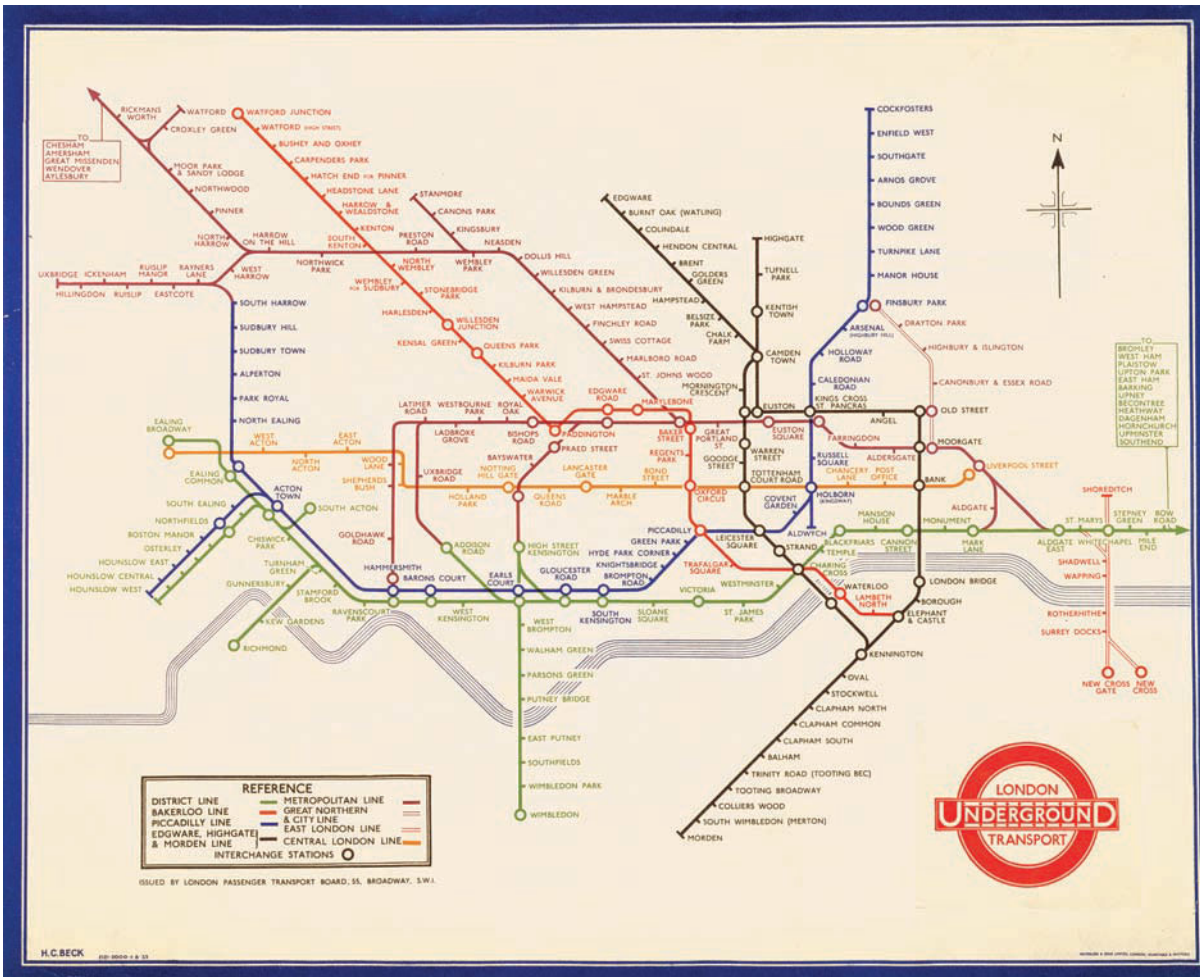 RICKMANS
WORTH
WATFORD
CROXLEY GREEN
TO
CHESHAM
AMERSHAM
GREAT MISSENDEN
WENDOVER
AYLESBURY
MOOR PARK
& SANDY LODGE
NORTHWOOD
PINNER
NORTH
HARROW
HARROW
ON THE HILL
WEST
HARROW
NORTHWICK
PARK
PRESTON
ROAD
UXBRIDGE
ICKENHAM
RUISLIP
MANOR
RAYNERS
LANE
HILLINGDON
RUISLIP
EASTCOTE
WATFORD JUNCTION
WATFORD (HIGH STREET)
BUSHEY AND OXHEY
CARPENDERS PARK
HATCH END FOR PINNER
HEADSTONE LANE
HARROW &
WEALDSTONE
KENTON
SOUTH
KENTON
NORTH
WEMBLEY
WEMBLEY
FOR SUDBURY
STONEBRIDGE
PARK
HARLESDEN
WILLESDEN
JUNCTION
KENSAL GREEN
QUEENS PARK
KILBURN PARK
MAIDA VALE
WARWICK
AVENUE
STANMORE
CANONS PARK
KINGSBURY
WEMBLEY
PARK
NEASDEN
DOLLIS HILL
WILLESDEN GREEN
KILBURN & BRONDESBURY
WEST HAMPSTEAD
FINCHLEY ROAD
SWISS COTTAGE
MARLBORO ROAD
ST. JOHNS WOOD
EDGWARE
BURNT OAK (WATLING)
COLINDALE
HENDON CENTRAL
BRENT
GOLDERS
GREEN
HAMPSTEAD
BELSIZE
PARK
CHALK
FARM
HIGHGATE
TUFNELL
PARK
KENTISH
TOWN
CAMDEN
TOWN
MORNINGTON
CRESCENT
COCKFOSTERS
ENFIELD WEST
SOUTHGATE
ARNOS GROVE
BOUNDS GREEN
WOOD GREEN
TURNPIKE LANE
MANOR HOUSE
FINSBURY PARK
ARSENAL
(HIGHBURY HILL)
HOLLOWAY
ROAD
CALEDONIAN
ROAD
DRAYTON PARK
HIGHBURY & ISLINGTON
CANONBURY & ESSEX ROAD
OLD STREET
MOORGATE
N
TO
BROMLEY
WEST HAM
PLAISTOW
UPTON PARK
EAST HAM
BARKING
UPNEY
BECONTREE
HEATHWAY
DAGENHAM
HORNCHURCH
UPMINSTER
SOUTHEND
SOUTH HARROW
SUDBURY HILL
SUDBURY TOWN
ALPERTON
PARK ROYAL
NORTH EALING
EALING
BROADWAY
WEST
ACTON
NORTH
ACTON
EAST
ACTON
WOOD
LANE
SHEPHERDS
BUSH
LATIMER
ROAD
LADBROKE
GROVE
WESTBOURNE
PARK
ROYAL
OAK
BISHOPS
ROAD
EDGWARE
ROAD
MARYLEBONE
PADDINGTON
PRAED STREET
BAKER
STREET
GREAT
PORTLAND
ST.
EUSTON
EUSTON
SQUARE
KINGS CROSS
ST. PANCRAS
ANGEL
FARRINGDON
ALDERSGATE
UXBRIDGE
ROAD
BAYSWATER
NOTTING
HILL GATE
HOLLAND
PARK
QUEENS
ROAD
LANCASTER
GATE
MARBLE
ARCH
BOND
STREET
REGENTS
PARK
OXFORD
CIRCUS
WARREN
STREET
GOODGE
STREET
TOTTENHAM
COURT ROAD
RUSSELL
SQUARE
HOLBORN
(KINGSWAY)
CHANCERY
LANE
POST
OFFICE
BANK
LIVERPOOL STREET
ALDGATE
COVENT
GARDEN
ALDWYCH
EALING
COMMON
ACTON
TOWN
SOUTH ACTON
SOUTH EALING
NORTHFIELDS
BOSTON MANOR
OSTERLEY
HOUNSLOW EAST
HOUNSLOW CENTRAL
HOUNSLOW WEST
CHISWICK
PARK
TURNHAM
GREEN
GUNNERSBURY
KEW GARDENS
RICHMOND
STAMFORD
BROOK
RAVENSCOURT
PARK
GOLDHAWK
ROAD
HAMMERSMITH
BARONS COURT
WEST
KENSINGTON
ADDISON
ROAD
EARLS
COURT
HIGH STREET
KENSINGTON
GLOUCESTER
ROAD
SOUTH
KENSINGTON
BROMPTON
ROAD
KNIGHTSBRIDGE
HYDE PARK CORNER
GREEN PARK
PICCADILLY
SLOANE
SQUARE
VICTORIA
ST. JAMES
PARK
WESTMINSTER
TRAFALGAR
SQUARE
LEICESTER
SQUARE
STRAND
CHARING
CROSS
TEMPLE
BLACKFRIARS
MANSION
HOUSE
CANNON
STREET
MONUMENT
MARK
LANE
ALDGATE
EAST
ST. MARYS
WHITECHAPEL
STEPNEY
GREEN
MILE
END
BOW
ROAD
SHOREDITCH
SHADWELL
WAPPING
ROTHERHITHE
SURREY DOCKS
NEW CROSS
GATE
NEW
CROSS
WATERLOO
LAMBETH
NORTH
LONDON BRIDGE
BOROUGH
ELEPHANT
& CASTLE
KENNINGTON
OVAL
STOCKWELL
CLAPHAM NORTH
CLAPHAM COMMON
CLAPHAM SOUTH
BALHAM
TRINITY ROAD (TOOTING BEC)
TOOTING BROADWAY
COLLIERS WOOD
SOUTH WIMBLEDON (MERTON)
MORDEN
WEST
BROMPTON
WALHAM GREEN
PARSONS GREEN
PUTNEY BRIDGE
EAST PUTNEY
SOUTHFIELDS
WIMBLEDON PARK
WIMBLEDON
REFERENCE
DISTRICT LINE
BAKERLOO LINE
PICCADILLY LINE
EDGWARE, HIGHGATE
& MORDEN LINE
METROPOLITAN LINE
GREAT NORTHERN
& CITY LINE
EAST LONDON LINE
CENTRAL LONDON LINE
INTERCHANGE STATIONS
ISSUED BY LONDON PASSENGER TRANSPORT BOARD, 55, BROADWAY, S.W.1.
LONDON
UNDERGROUND
TRANSPORT
H.C.BECK